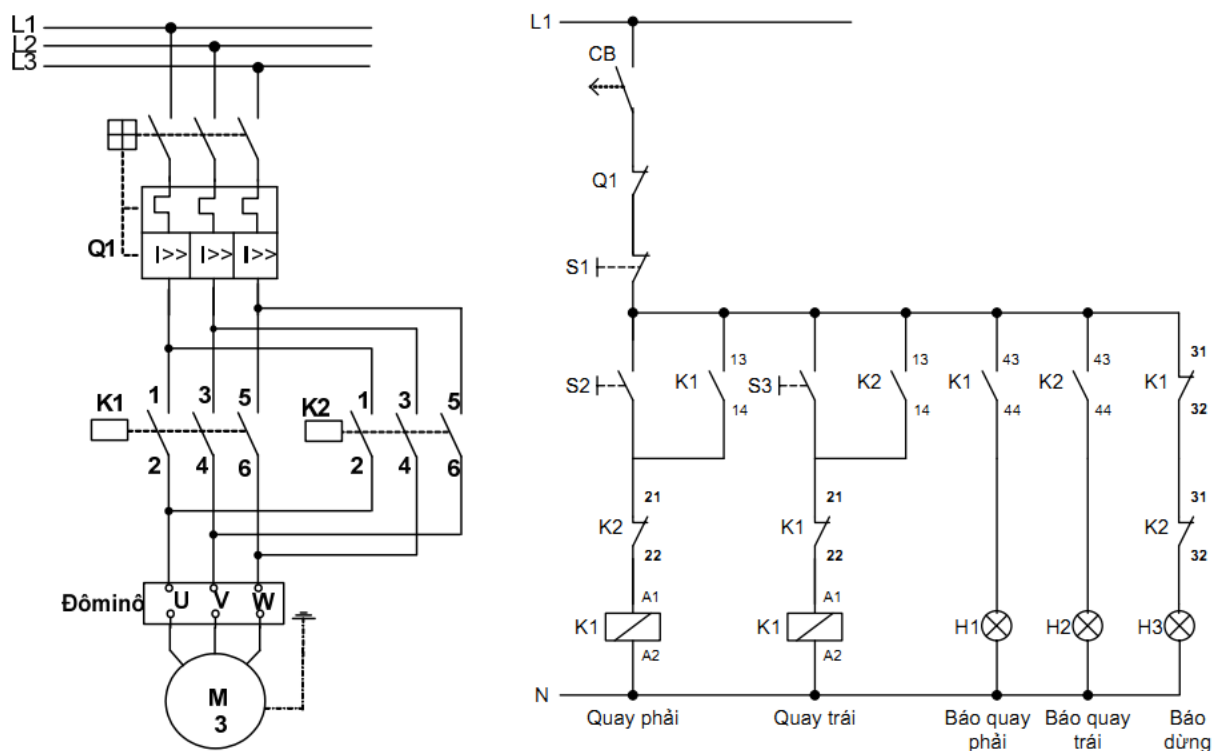 L1
L2
L3
Q1
I>> I>> I>>
K1
1 3 5
2 4 6
K2
1 3 5
2 4 6
Đôminô
U V W
M
3
L1
CB
Q1
S1
S2
K1
13
14
S3
K2
13
14
K1
43
44
K2
43
44
K1
31
32
K2
21
22
K1
21
22
K2
31
32
K1
A1
A2
K1
A1
A2
H1
H2
H3
N
Quay phải
Quay trái
Báo quay
phải
Báo quay
trái
Báo
dừng